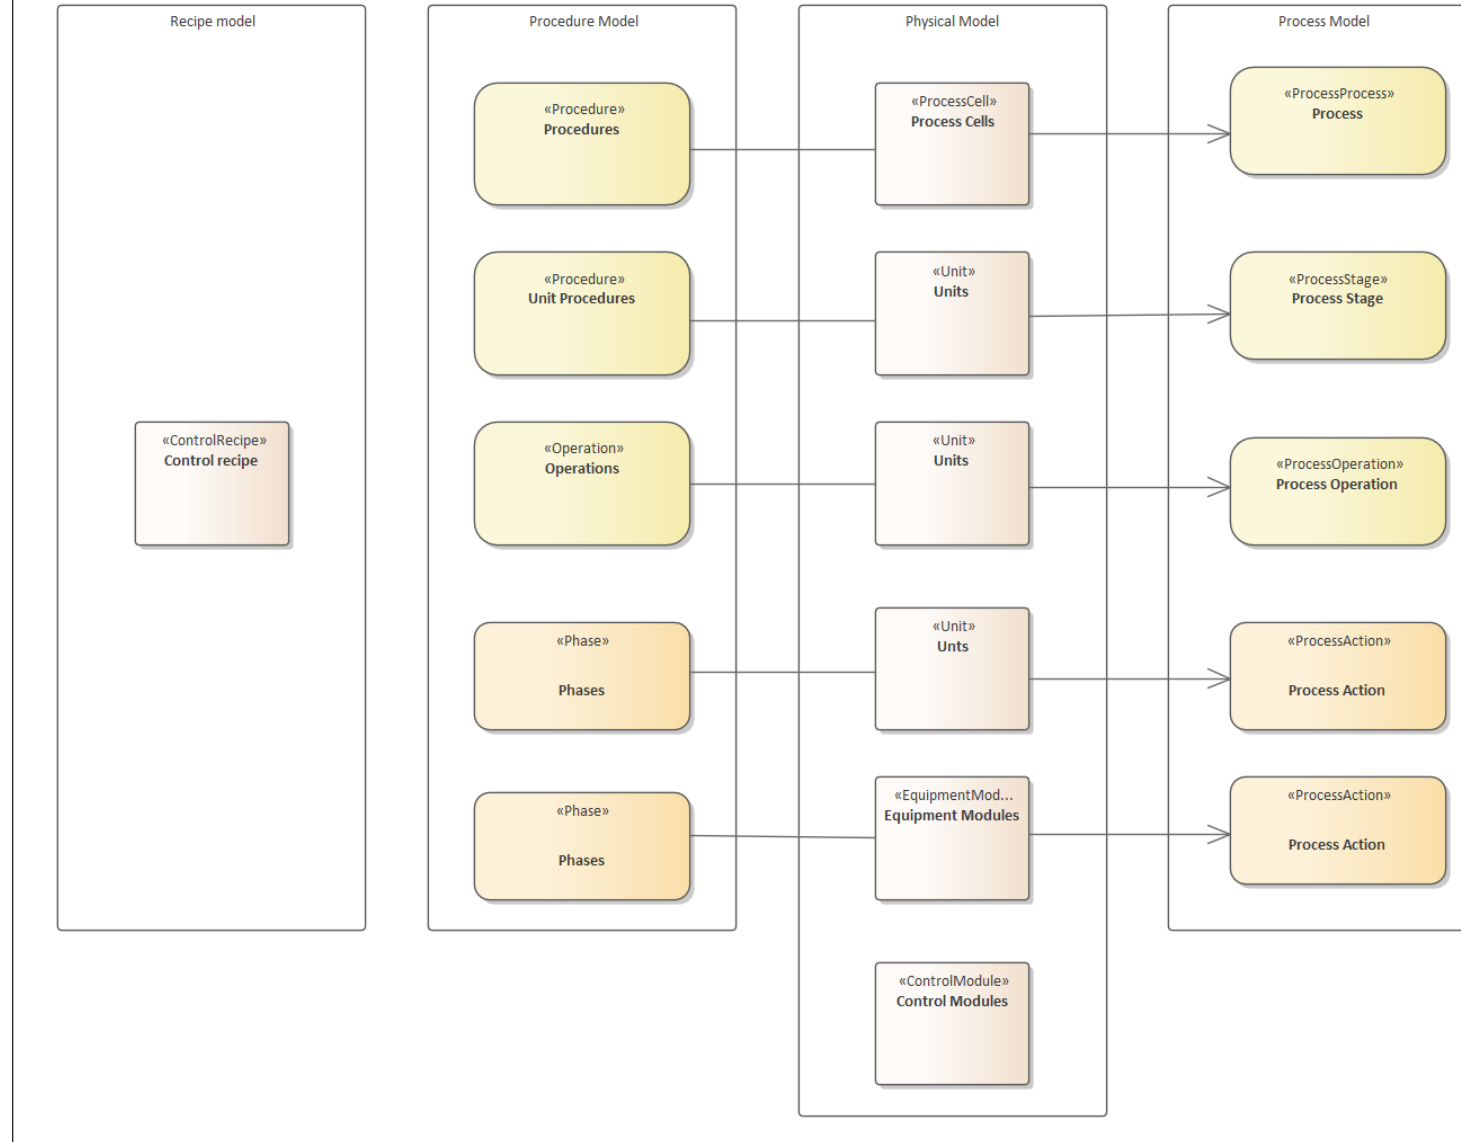 Recipe model
Procedure Model
Physical Model
Process Model
«Procedure»
Procedures
«ProcessCell»
Process Cells
«ProcessProcess»
Process
«Procedure»
Unit Procedures
«Unit»
Units
«ProcessStage»
Process Stage
«ControlRecipe»
Control recipe
«Operation»
Operations
«Unit»
Units
«ProcessOperation»
Process Operation
«Phase»
Phases
«Unit»
Unts
«ProcessAction»
Process Action
«Phase»
Phases
«EquipmentMod...
Equipment Modules
«ProcessAction»
Process Action
«ControlModule»
Control Modules